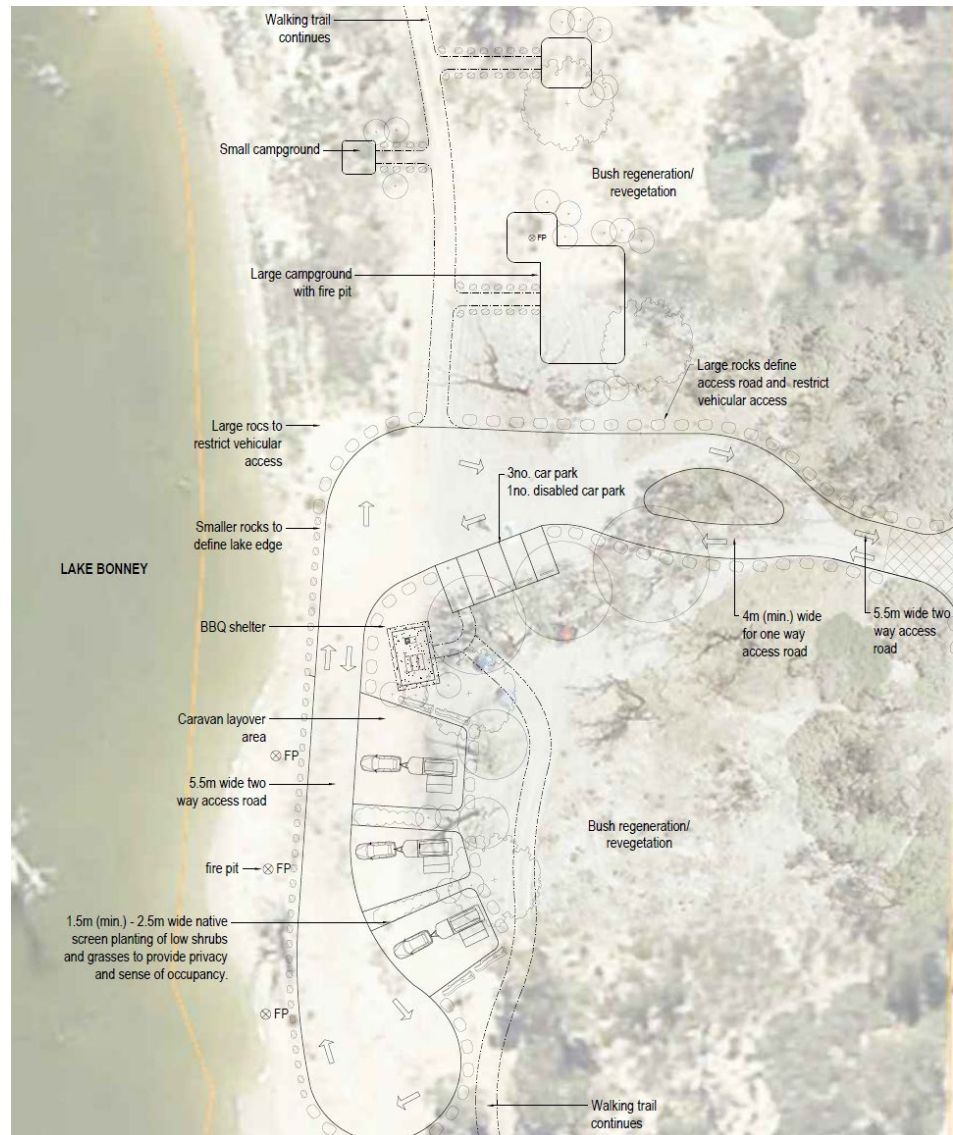 Walking trail
continues
Small campground
Bush regeneration/
revegetation
FP
Large campground
with fire pit
Large rocks define
access road and restrict
vehicular access
Large rocs to
restrict vehicular
access
3no. car park
1no. disabled car park
Smaller rocks to
define lake edge
LAKE BONNEY
BBQ shelter
4m (min.) wide
for one way
access road
5.5m wide two
way access
road
Caravan layover
area
FP
5.5m wide two
way access road
Bush regeneration/
revegetation
fire pit
FP
1.5m (min.) - 2.5m wide native
screen planting of low shrubs
and grasses to provide privacy
and sense of occupancy.
FP
Walking trail
continues